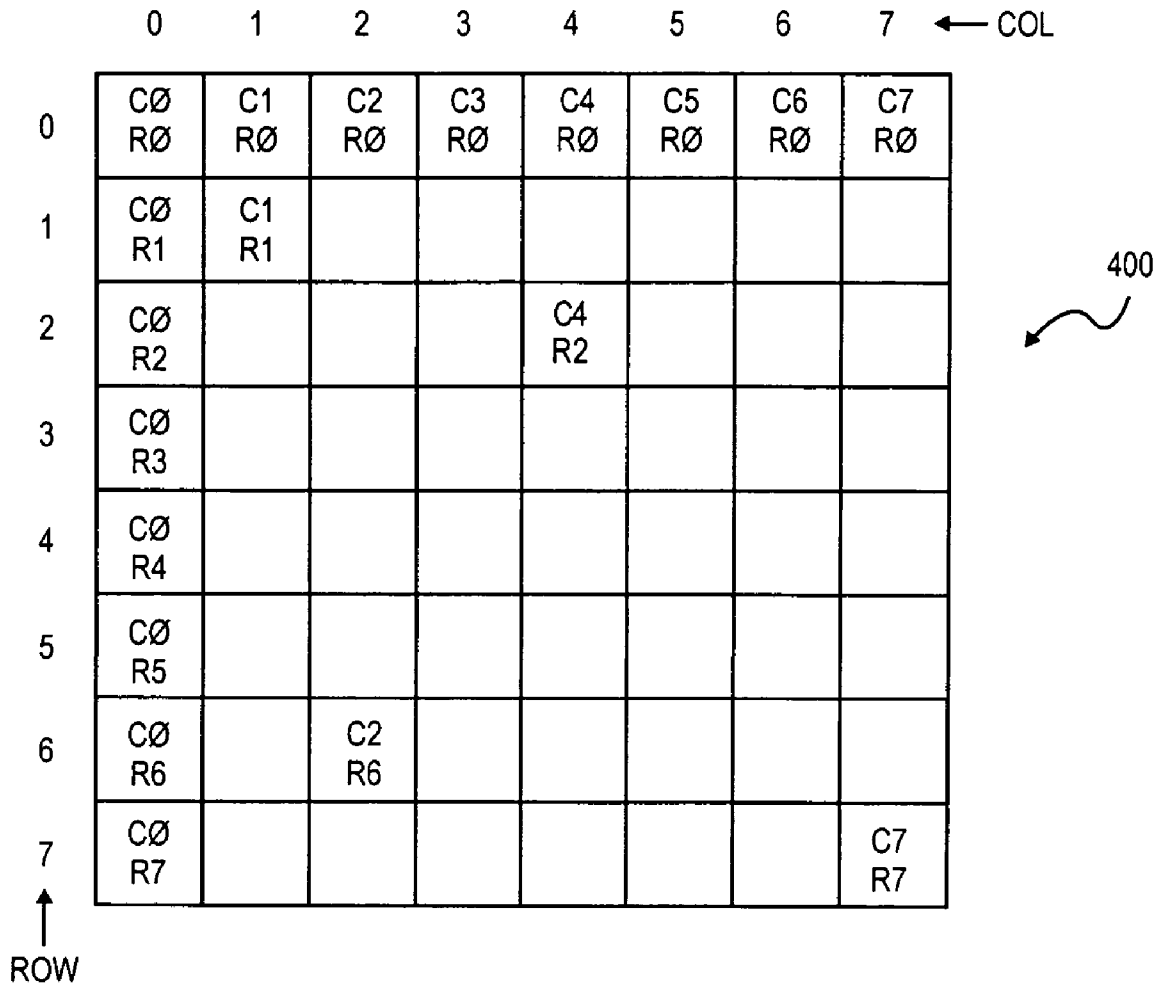 0 1 2 3 4 5 6 7 COL
0 CØ C1 C2 C3 C4 C5 C6 C7
RØ RØ RØ RØ RØ RØ RØ RØ
1 CØ C1
R1 R1
400
2 CØ C4
R2 R2
3 CØ
R3
4 CØ
R4
5 CØ
R5
6 CØ C2
R6 R6
7 CØ C7
R7 R7
ROW